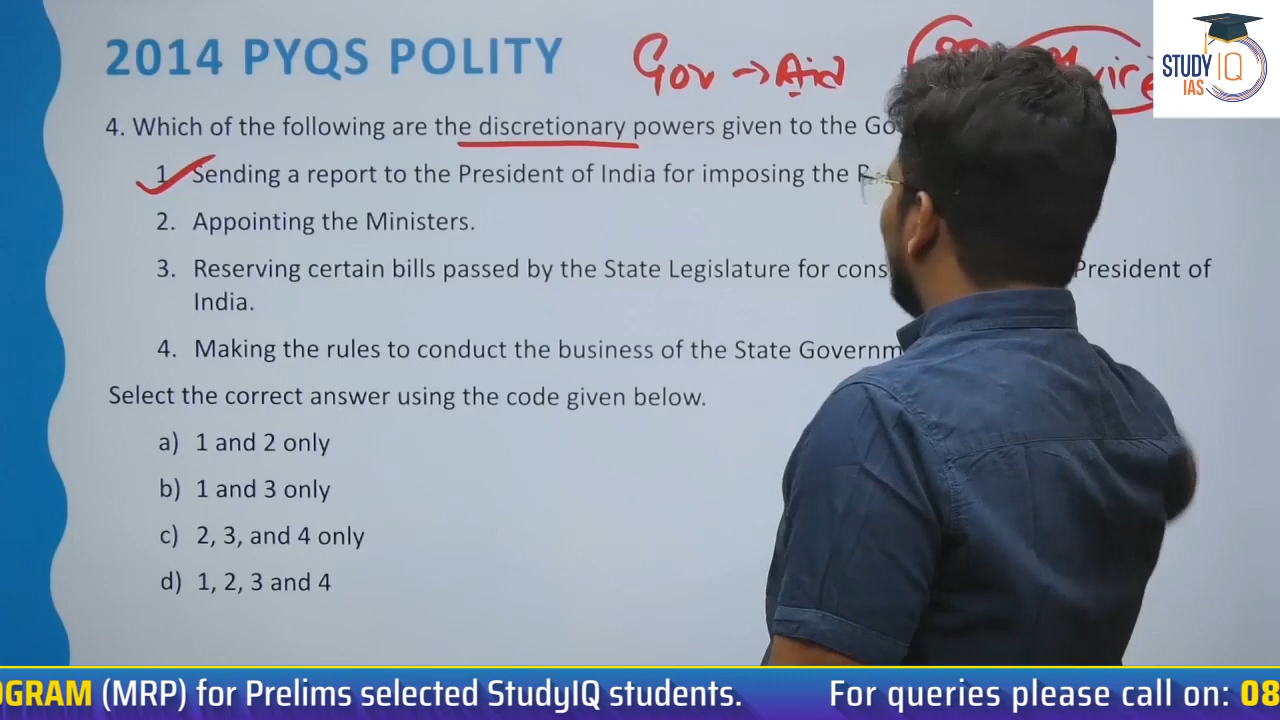 2014 PYQS POLITY
Gov → Aid
STUDY IQ
IAS
4. Which of the following are the discretionary powers given to the
1. Sending a report to the President of India for imposing the
2. Appointing the Ministers.
3. Reserving certain bills passed by the State Legislature for President of
India.
4. Making the rules to conduct the business of the State
Select the correct answer using the code given below.
a) 1 and 2 only
b) 1 and 3 only
c) 2, 3, and 4 only
d) 1, 2, 3 and 4
(MRP) for Prelims selected StudyIQ students. For queries please call on: 08